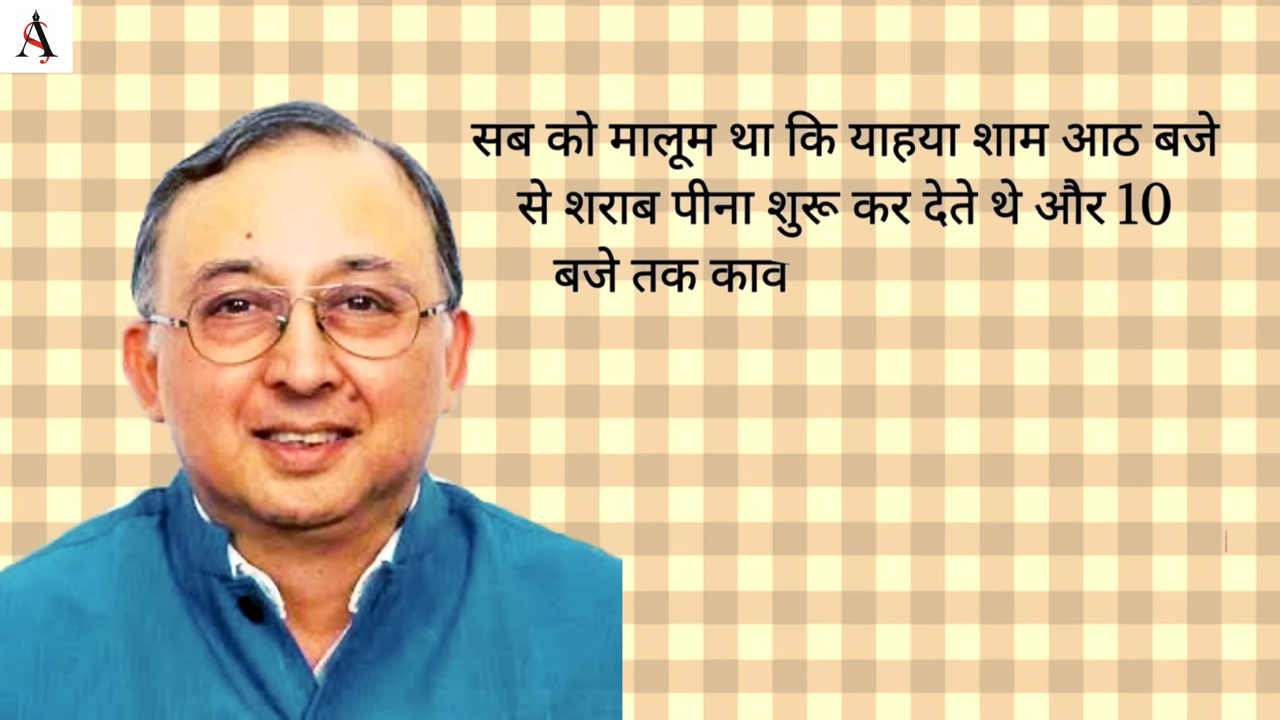 सब को मालूम था कि याहया शाम आठ बजे
से शराब पीना शुरू कर देते थे और 10
बजे तक काव